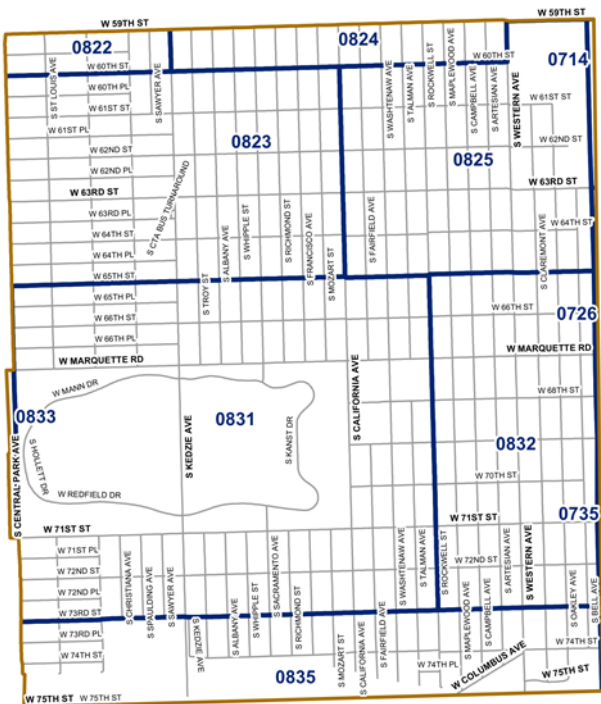 W 59TH ST
W 59TH ST
0822
0824
0714
S ST LOUIS AVE
W 60TH ST
S SAWYER AVE
W 60TH PL
W 61ST ST
W 61ST PL
0823
W 62ND ST
W 62ND PL
W 63RD ST
S CTA BUS TURNAROUND
W 63RD PL
W 64TH ST
W 64TH PL
W 65TH ST
W 65TH PL
W 66TH ST
W 66TH PL
W MARQUETTE RD
S TROY ST
S ALBANY AVE
S WHIPPLE ST
S RICHMOND ST
S FRANCISCO AVE
S MOZART ST
S FAIRFIELD AVE
S WASHTENAW AVE
S TALMAN AVE
S ROCKWELL ST
S MAPLEWOOD AVE
S CAMPBELL AVE
S ARTESIAN AVE
W 60TH ST
S WESTERN AVE
W 61ST ST
W 62ND ST
0825
W 63RD ST
S CLAREMONT AVE
W 64TH ST
W 66TH ST
0726
W MARQUETTE RD
W 68TH ST
S CALIFORNIA AVE
W MANN DR
0833
S CENTRAL PARK AVE
S HOLLETT DR
S KEDZIE AVE
0831
S KANST DR
W REDFIELD DR
0832
W 70TH ST
0735
W 71ST ST
W 71ST ST
W 71ST PL
W 72ND ST
W 72ND PL
W 73RD ST
W 73RD PL
W 74TH ST
S CHRISTIANA AVE
S SPAULDING AVE
S SAWYER AVE
S KEDZIE AVE
S ALBANY AVE
S WHIPPLE ST
S SACRAMENTO AVE
S RICHMOND ST
S MOZART ST
S CALIFORNIA AVE
S FAIRFIELD AVE
S WASHTENAW AVE
S TALMAN AVE
S ROCKWELL ST
W 72ND ST
S MAPLEWOOD AVE
S CAMPBELL AVE
S ARTESIAN AVE
S WESTERN AVE
S OAKLEY AVE
S BELL AVE
W 74TH ST
W 74TH PL
W COLUMBUS AVE
W 75TH ST
0835
W 75TH ST
W 75TH ST